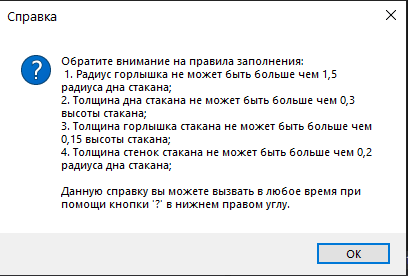 Справка
Обратите внимание на правила заполнения:
1. Радиус горлышка не может быть больше чем 1,5
радиуса дна стакана;
2. Толщина дна стакана не может быть больше чем 0,3
высоты стакана;
3. Толщина горлышка стакана не может быть больше чем
0,15 высоты стакана;
4. Толщина стенок стакана не может быть больше чем 0,2
радиуса дна стакана;
Данную справку вы можете вызвать в любое время при
помощи кнопки '?' в нижнем правом углу.
ОК